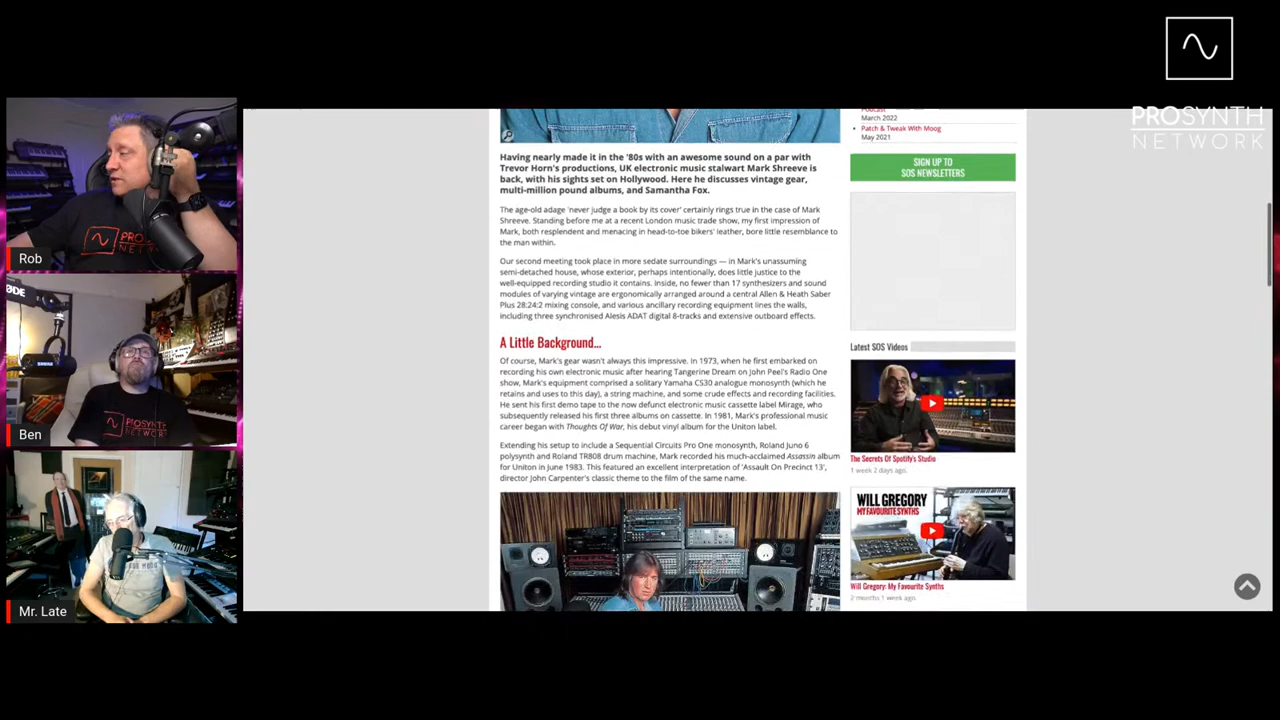 PROSYNTH
NETWORK
Rob
RØDE
Ben
Mr. Late
Having nearly made it in the '80s with an awesome sound on a par with
Trevor Horn's productions, UK electronic music stalwart Mark Shreeve is
back, with his sights set on Hollywood. Here he discusses vintage gear,
multi-million pound albums, and Samantha Fox.
The age-old adage 'never judge a book by its cover' certainly rings true in the case of Mark
Shreeve. Standing before me at a recent London music trade show, my first impression of
Mark, both resplendent and menacing in head-to-toe bikers' leather, bore little resemblance to
the man within.
Our second meeting took place in more sedate surroundings — in Mark's unassuming
semi-detached house, whose exterior, perhaps intentionally, does little justice to the
well-equipped recording studio it contains. Inside, no fewer than 17 synthesizers and sound
modules of varying vintage are ergonomically arranged around a central Allen & Heath Saber
Plus 28:24:2 mixing console, and various ancillary recording equipment lines the walls,
including three synchronised Alesis ADAT digital 8-tracks and extensive outboard effects.
A Little Background...
Of course, Mark's gear wasn't always this impressive. In 1973, when he first embarked on
recording his own electronic music after hearing Tangerine Dream on John Peel's Radio One
show, Mark's equipment comprised a solitary Yamaha CS30 analogue monosynth (which he
retains and uses to this day), a string machine, and some crude effects and recording facilities.
He sent his first demo tape to the now defunct electronic music cassette label Mirage, who
subsequently released his first three albums on cassette. In 1981, Mark's professional music
career began with Thoughts Of War, his debut vinyl album for the Uniton label.
Extending his setup to include a Sequential Circuits Pro One monosynth, Roland Juno 6
polysynth and Roland TR808 drum machine, Mark recorded his much-acclaimed Assassin album
for Uniton in June 1983. This featured an excellent interpretation of 'Assault On Precinct 13',
director John Carpenter's classic theme to the film of the same name.
Podcast
March 2022
Patch & Tweak With Moog
May 2021
SIGN UP TO
SOS NEWSLETTERS
Latest SOS Videos
The Secrets Of Spotify's Studio
1 week 2 days ago.
WILL GREGORY
MY FAVOURITE SYNTHS
Will Gregory: My Favourite Synths
2 months 1 week ago.